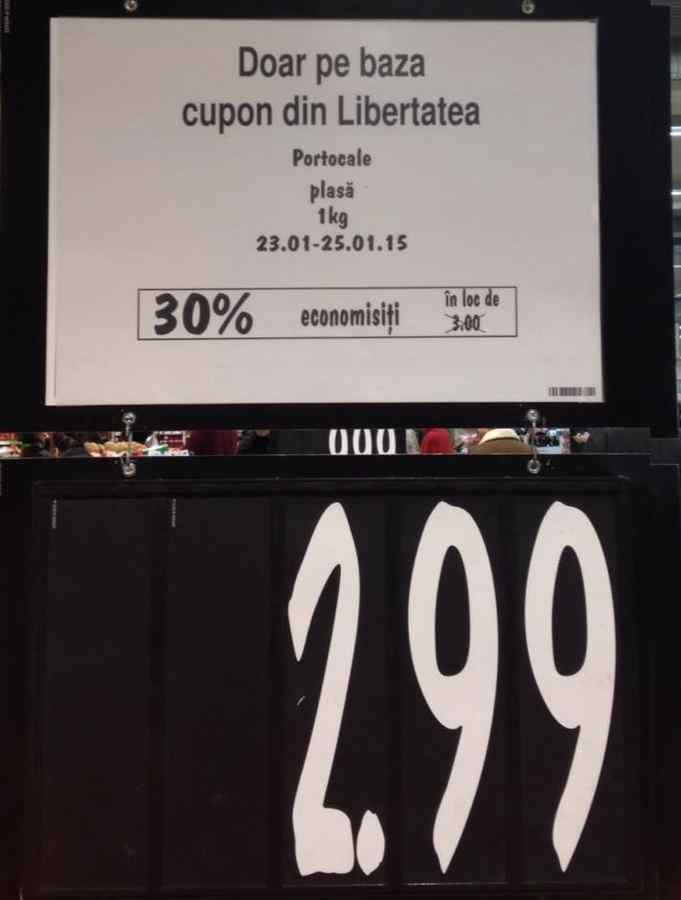 Doar pe baza
cupon din Libertatea
Portocale
plasă
1kg
23.01-25.01.15
30% economisiți în loc de
3.00
000
2.99